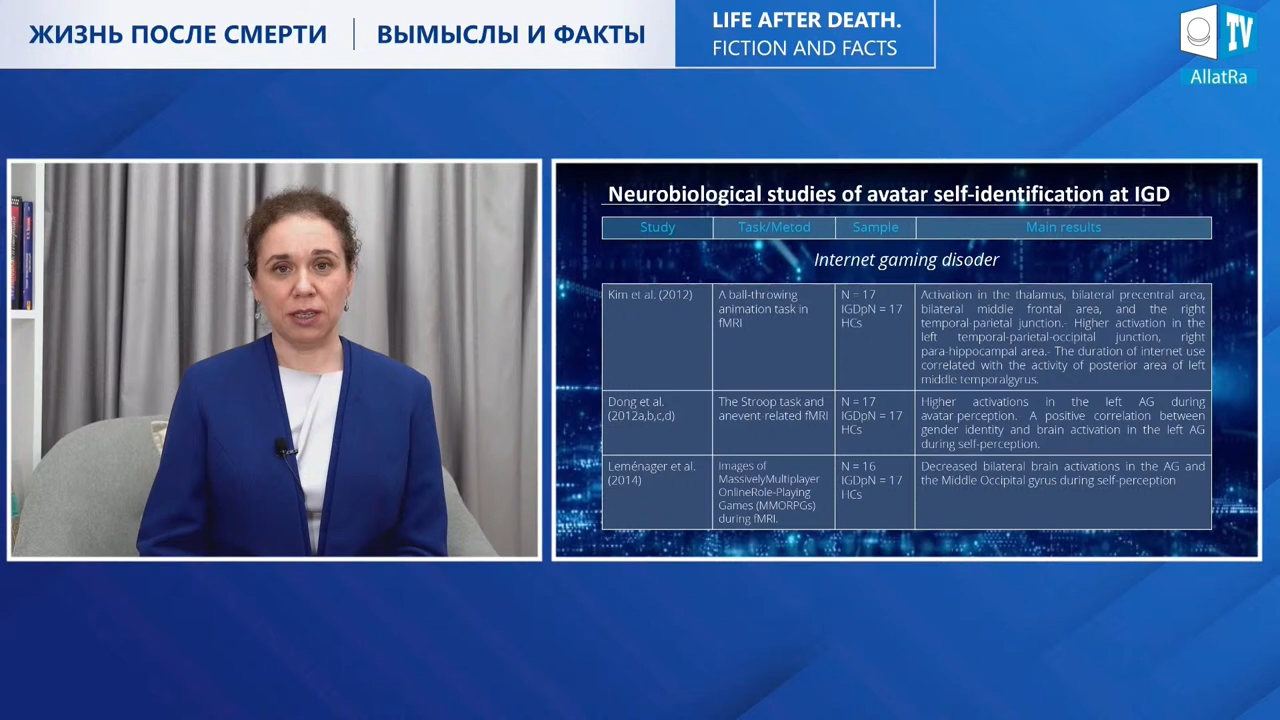 ЖИЗНЬ ПОСЛЕ СМЕРТИ
ВЫМЫСЛЫ И ФАКТЫ
LIFE AFTER DEATH.
FICTION AND FACTS
TV
AllatRa
Neurobiological studies of avatar self-identification at IGD
Study
Task/Metod
Sample
Main results
Internet gaming disoder
Kim et al. (2012)
A ball-throwing
animation task in
fMRI
N = 17
IGDpN = 17
HCs
Activation in the thalamus, bilateral precentral area,
bilateral middle frontal area, and the right
temporal-parietal junction.- Higher activation in the
left temporal-parietal-occipital junction, right
para-hippocampal area.- The duration of internet use
correlated with the activity of posterior area of left
middle temporalgyrus.
Dong et al.
(2012a,b,c,d)
The Stroop task and
anevent-related fMRI
N = 17
IGDpN = 17
HCs
Higher activations in the left AG during
avatar perception. A positive correlation between
gender identity and brain activation in the left AG
during self-perception.
Leménager et al.
(2014)
Images of
MassivelyMultiplayer
OnlineRole-Playing
Games (MMORPGs)
during fMRI.
N = 16
IGDpN = 17
HCs
Decreased bilateral brain activations in the AG and
the Middle Occipital gyrus during self-perception